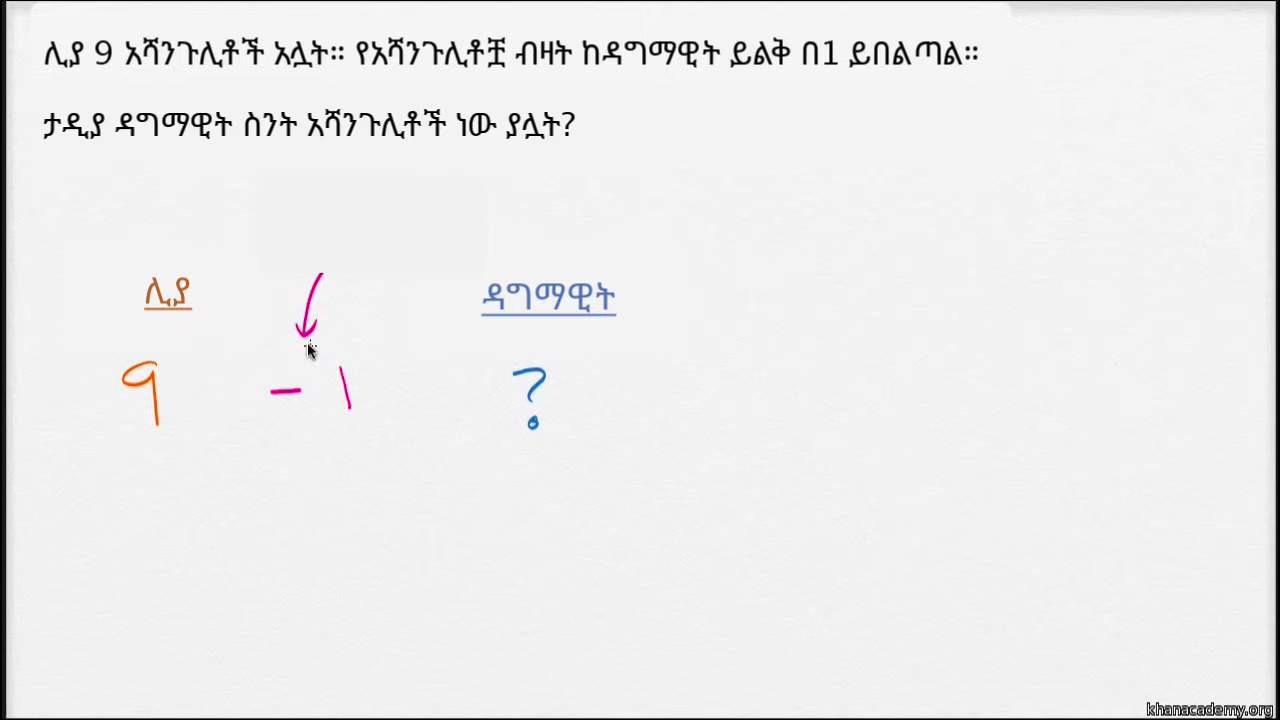 ሊያ 9 አሻንጉሊቶች አሏት። የአሻንጉሊቶቿ ብዛት ከዳግማዊት ይልቅ በ1 ይበልጣል።
ታዲያ ዳግማዊት ስንት አሻንጉሊቶች ነው ያሏት?
ሊያ ዳግማዊት
9 - 1 ?
khanacademy.org